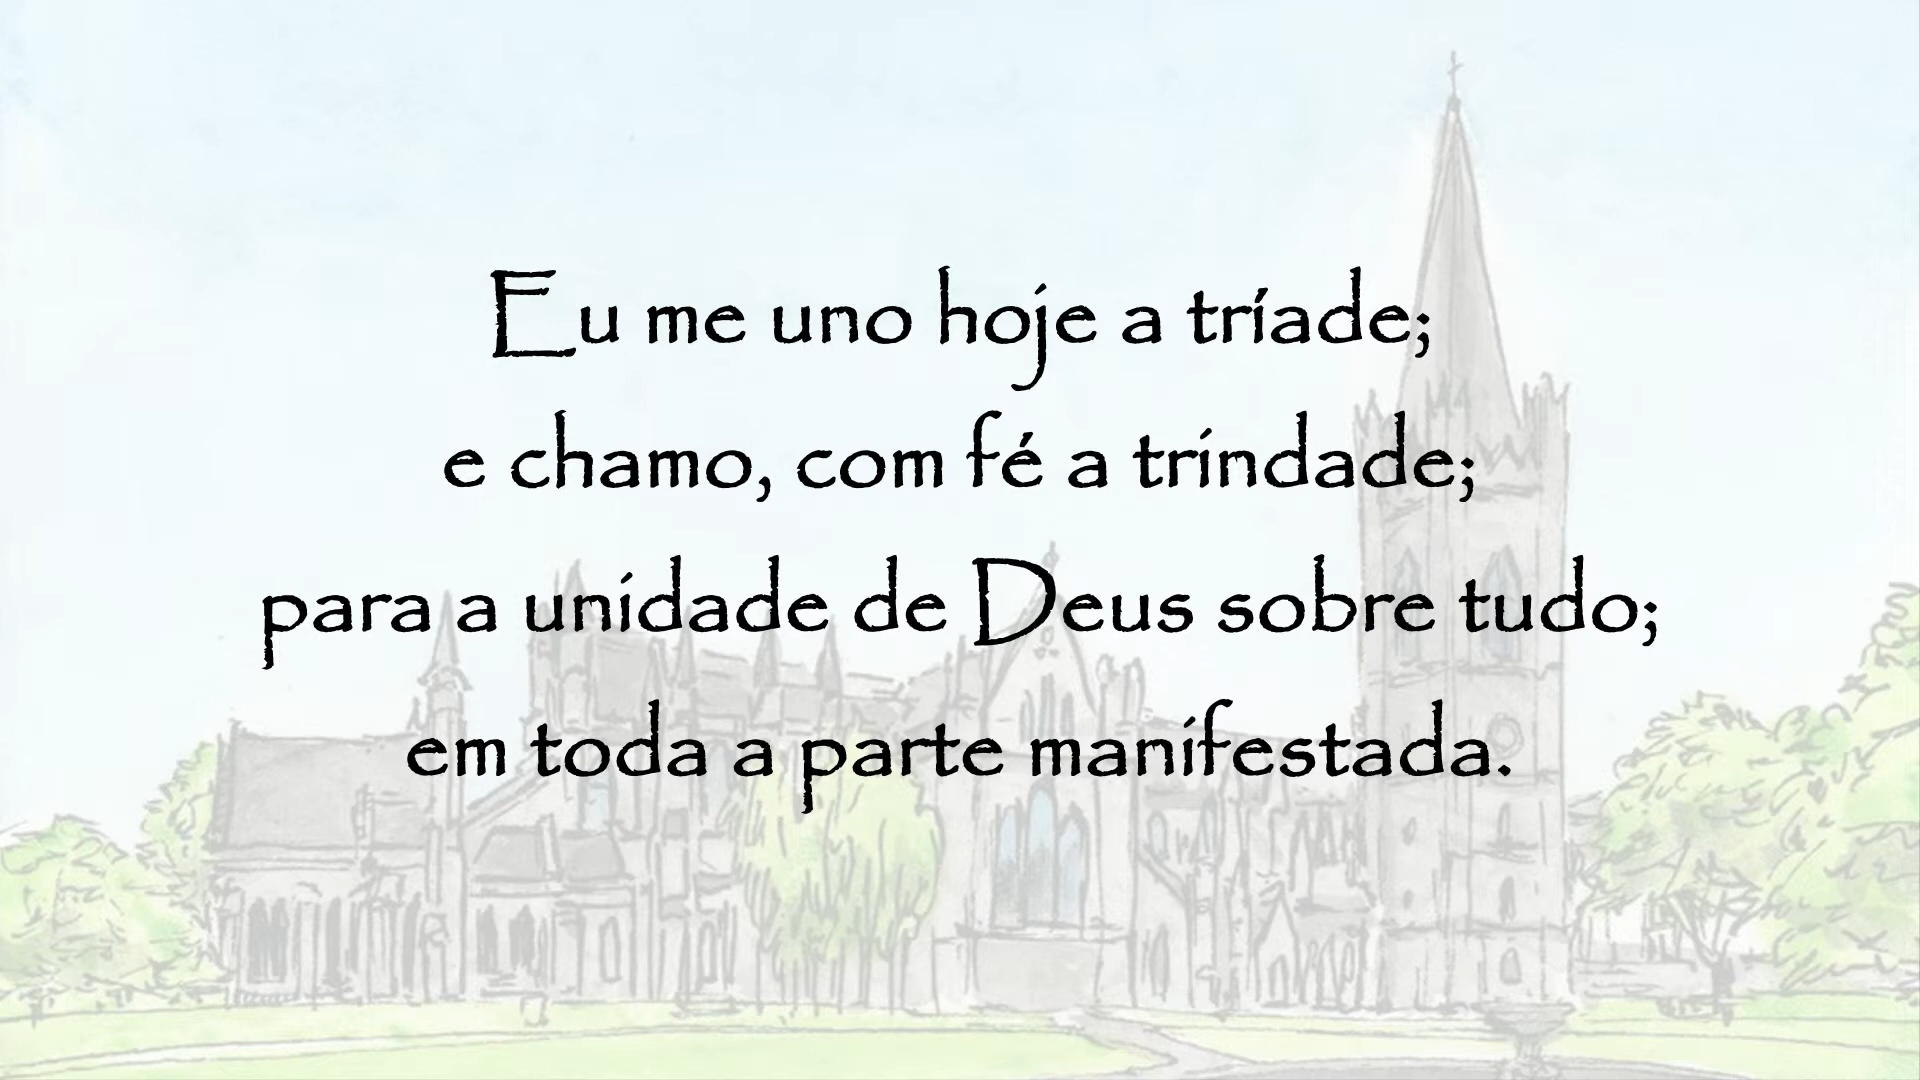 Eu me uno hoje a tríade;
e chamo, com fé a trindade;
para a unidade de Deus sobre tudo;
em toda a parte manifestada.